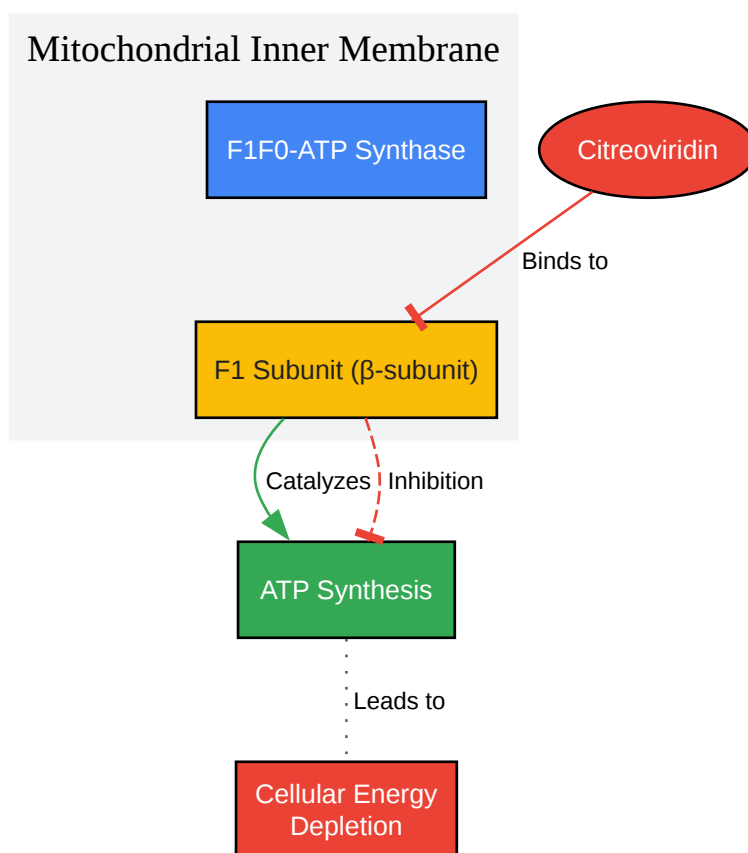 Mitochondrial Inner Membrane
F1F0-ATP Synthase
Citreoviridin
Binds to
F1 Subunit (β-subunit)
Catalyzes
Inhibition
ATP Synthesis
Leads to
Cellular Energy
Depletion